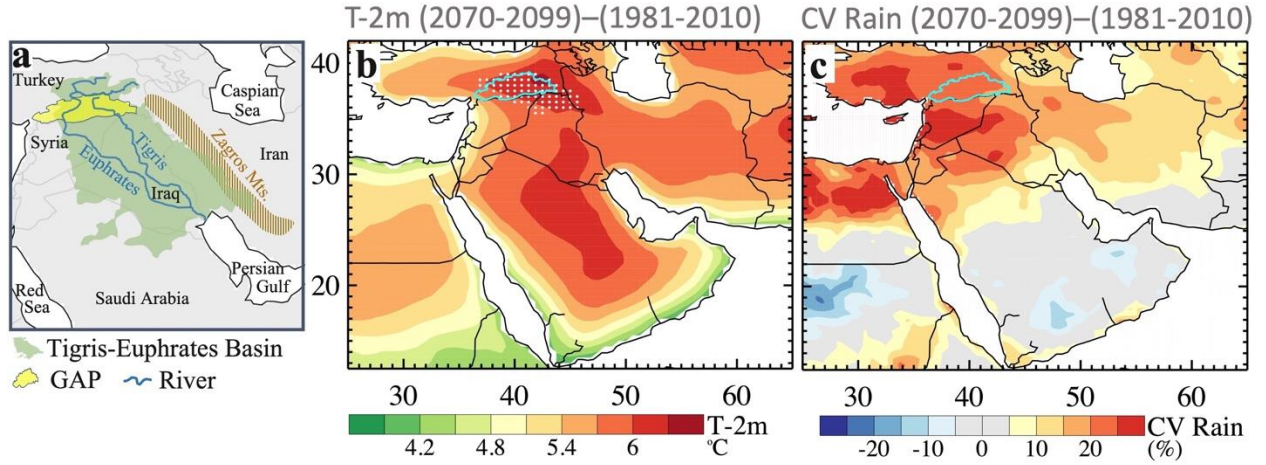 T-2m (2070-2099)–(1981-2010)
CV Rain (2070-2099)–(1981-2010)
a
Turkey
Caspian
Sea
Syria
Tigris
Zagros Mts.
Iran
Euphrates
Iraq
Persian
Gulf
Red
Sea
Saudi Arabia
Tigris-Euphrates Basin
GAP
River
b
40
30
20
30 40 50 60
4.2 4.8 5.4 6
T-2m
°C
c
30 40 50 60
-20 -10 0 10 20
CV Rain
(%)